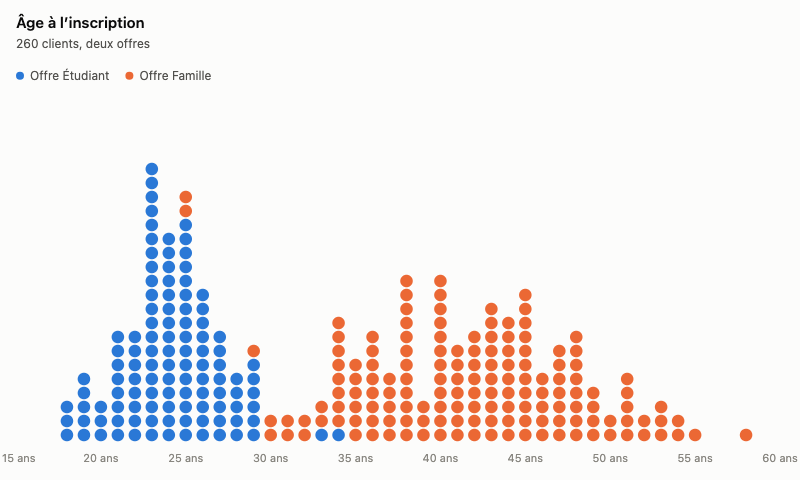 Âge à l’inscription
260 clients, deux offres
Offre Étudiant
Offre Famille
15 ans
20 ans
25 ans
30 ans
35 ans
40 ans
45 ans
50 ans
55 ans
60 ans